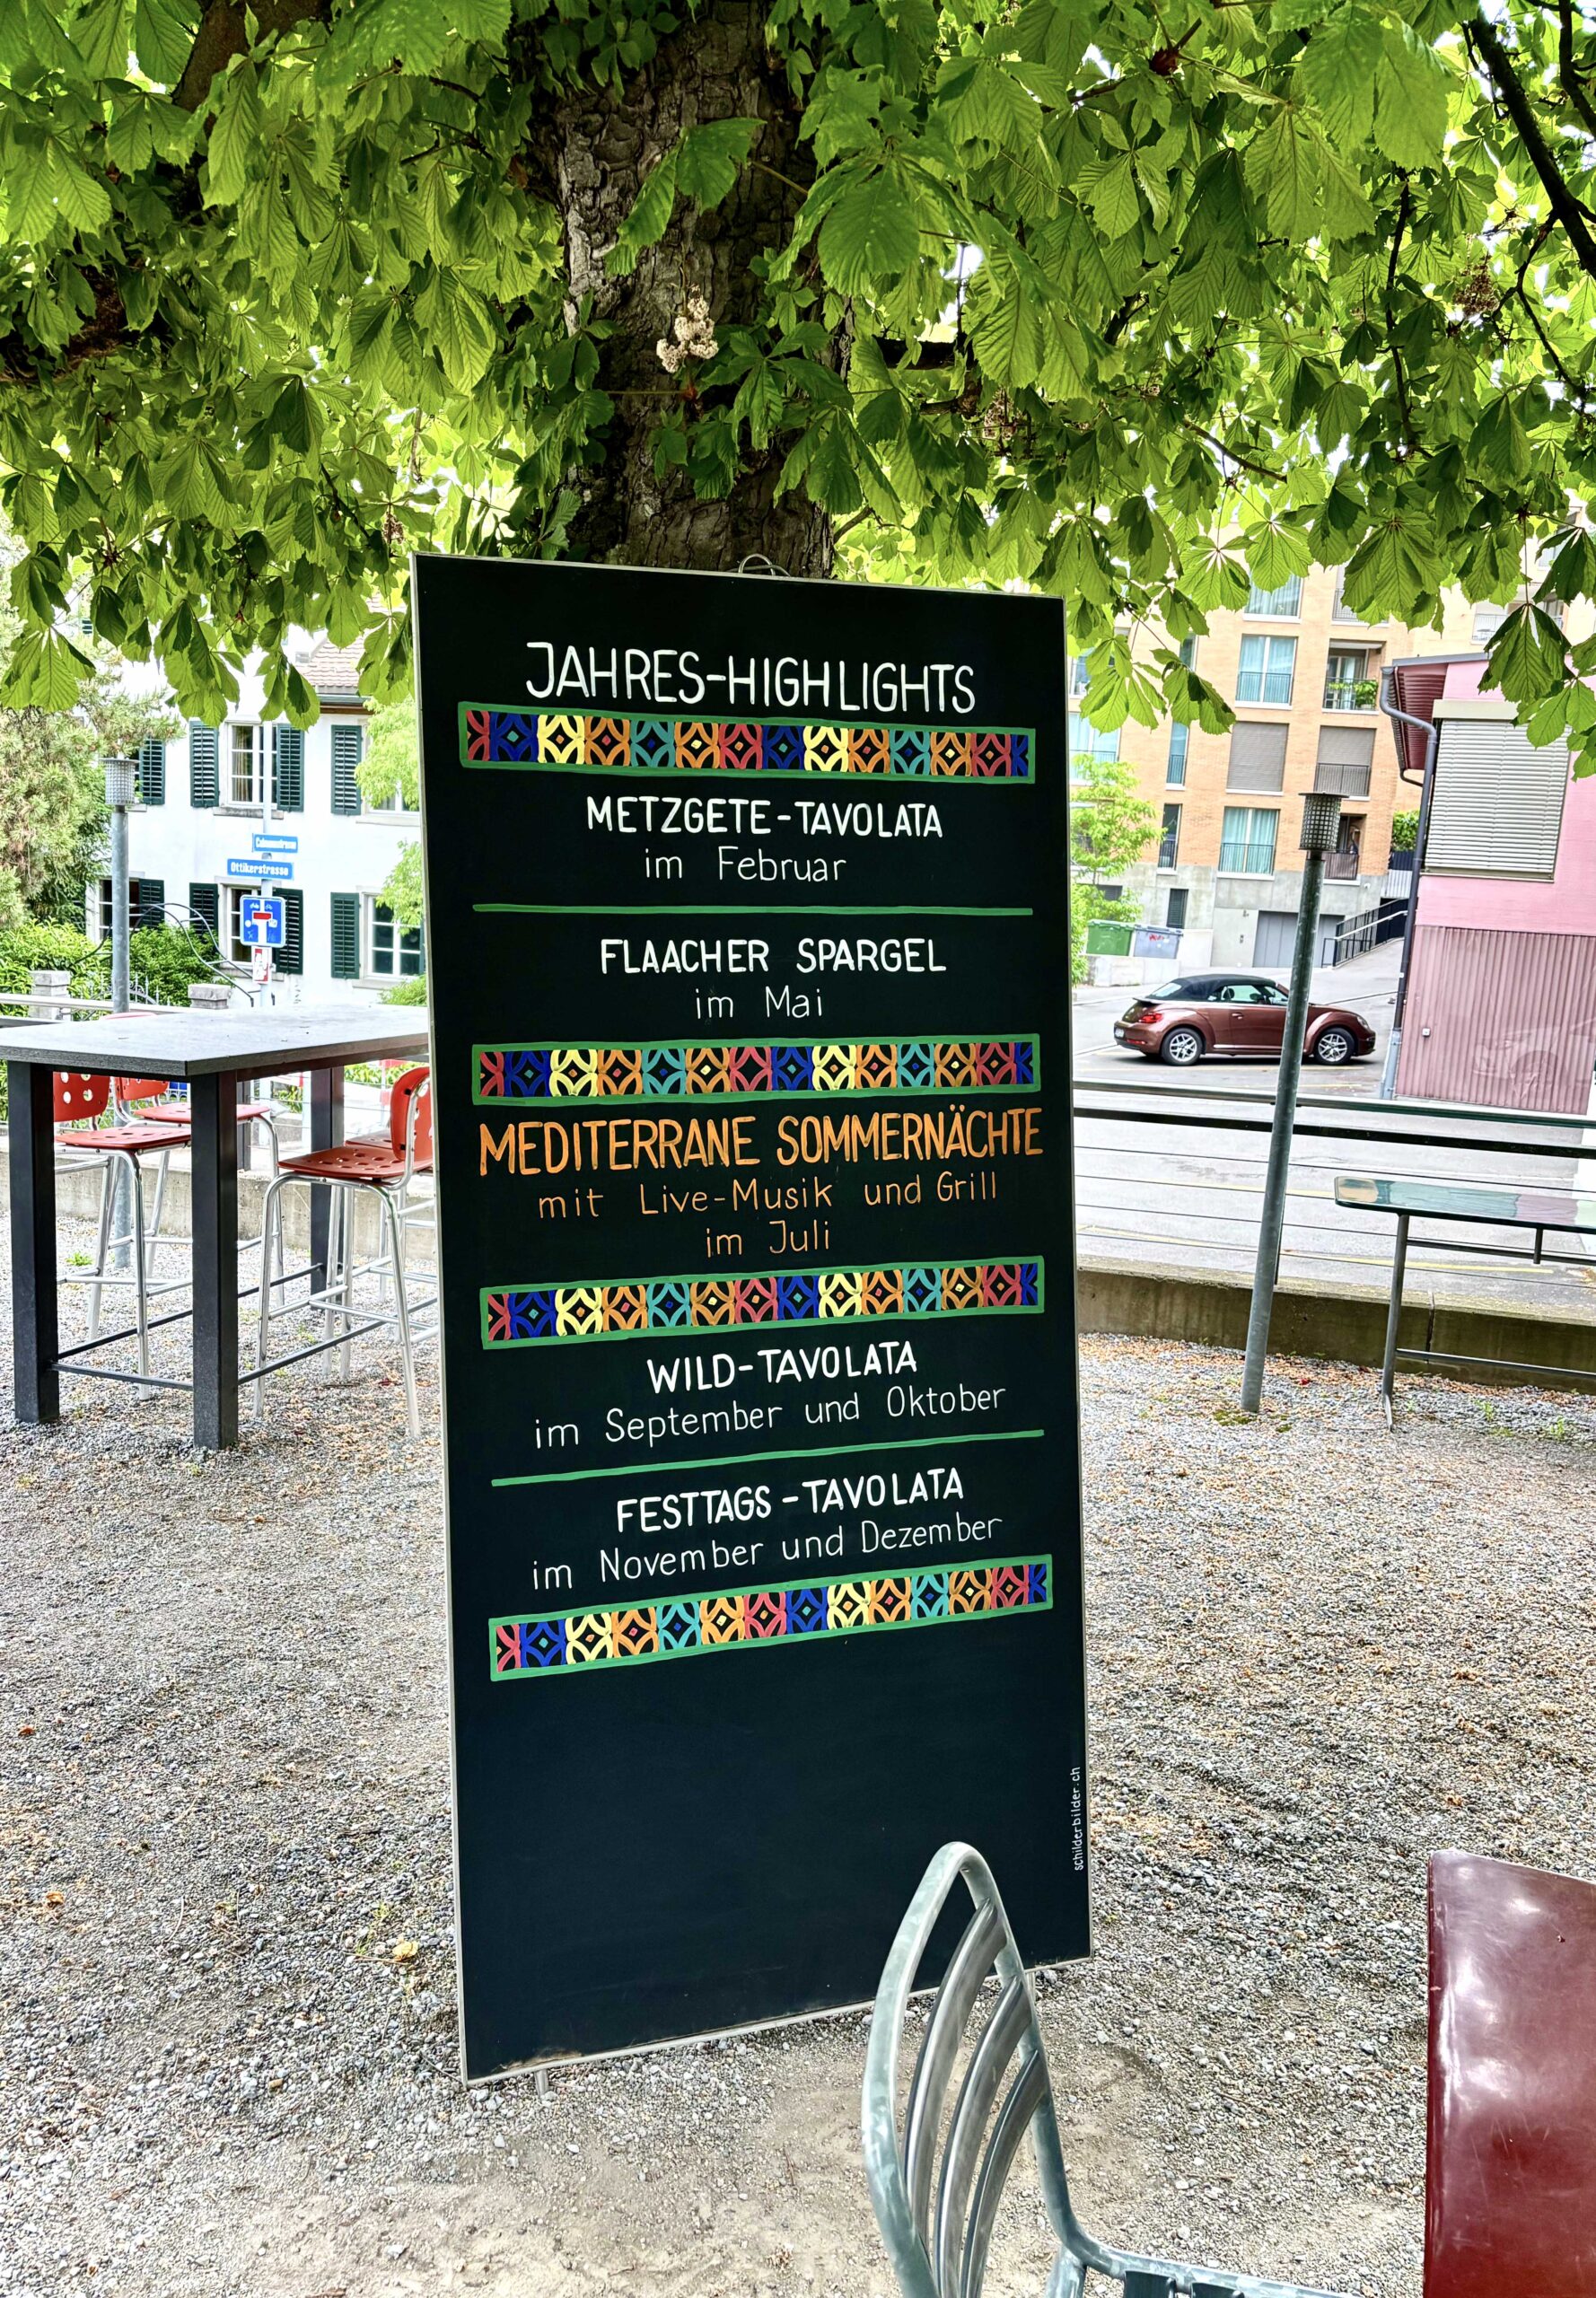 JAHRES-HIGHLIGHTS
METZGETE-TAVOLATA
im Februar
FLAACHER SPARGEL
im Mai
MEDITERRANE SOMMERNÄCHTE
mit Live-Musik und Grill
im Juli
WILD-TAVOLATA
im September und Oktober
FESTTAGS-TAVOLATA
im November und Dezember
schilderbilder.ch
Ottikerstrasse